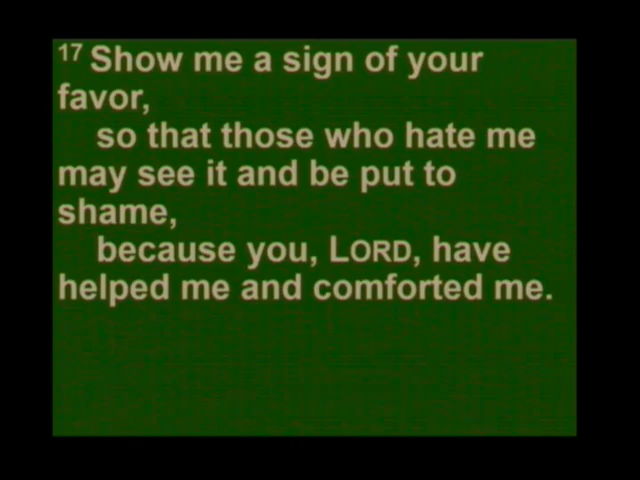 17 Show me a sign of your
favor,
so that those who hate me
may see it and be put to
shame,
because you, LORD, have
helped me and comforted me.